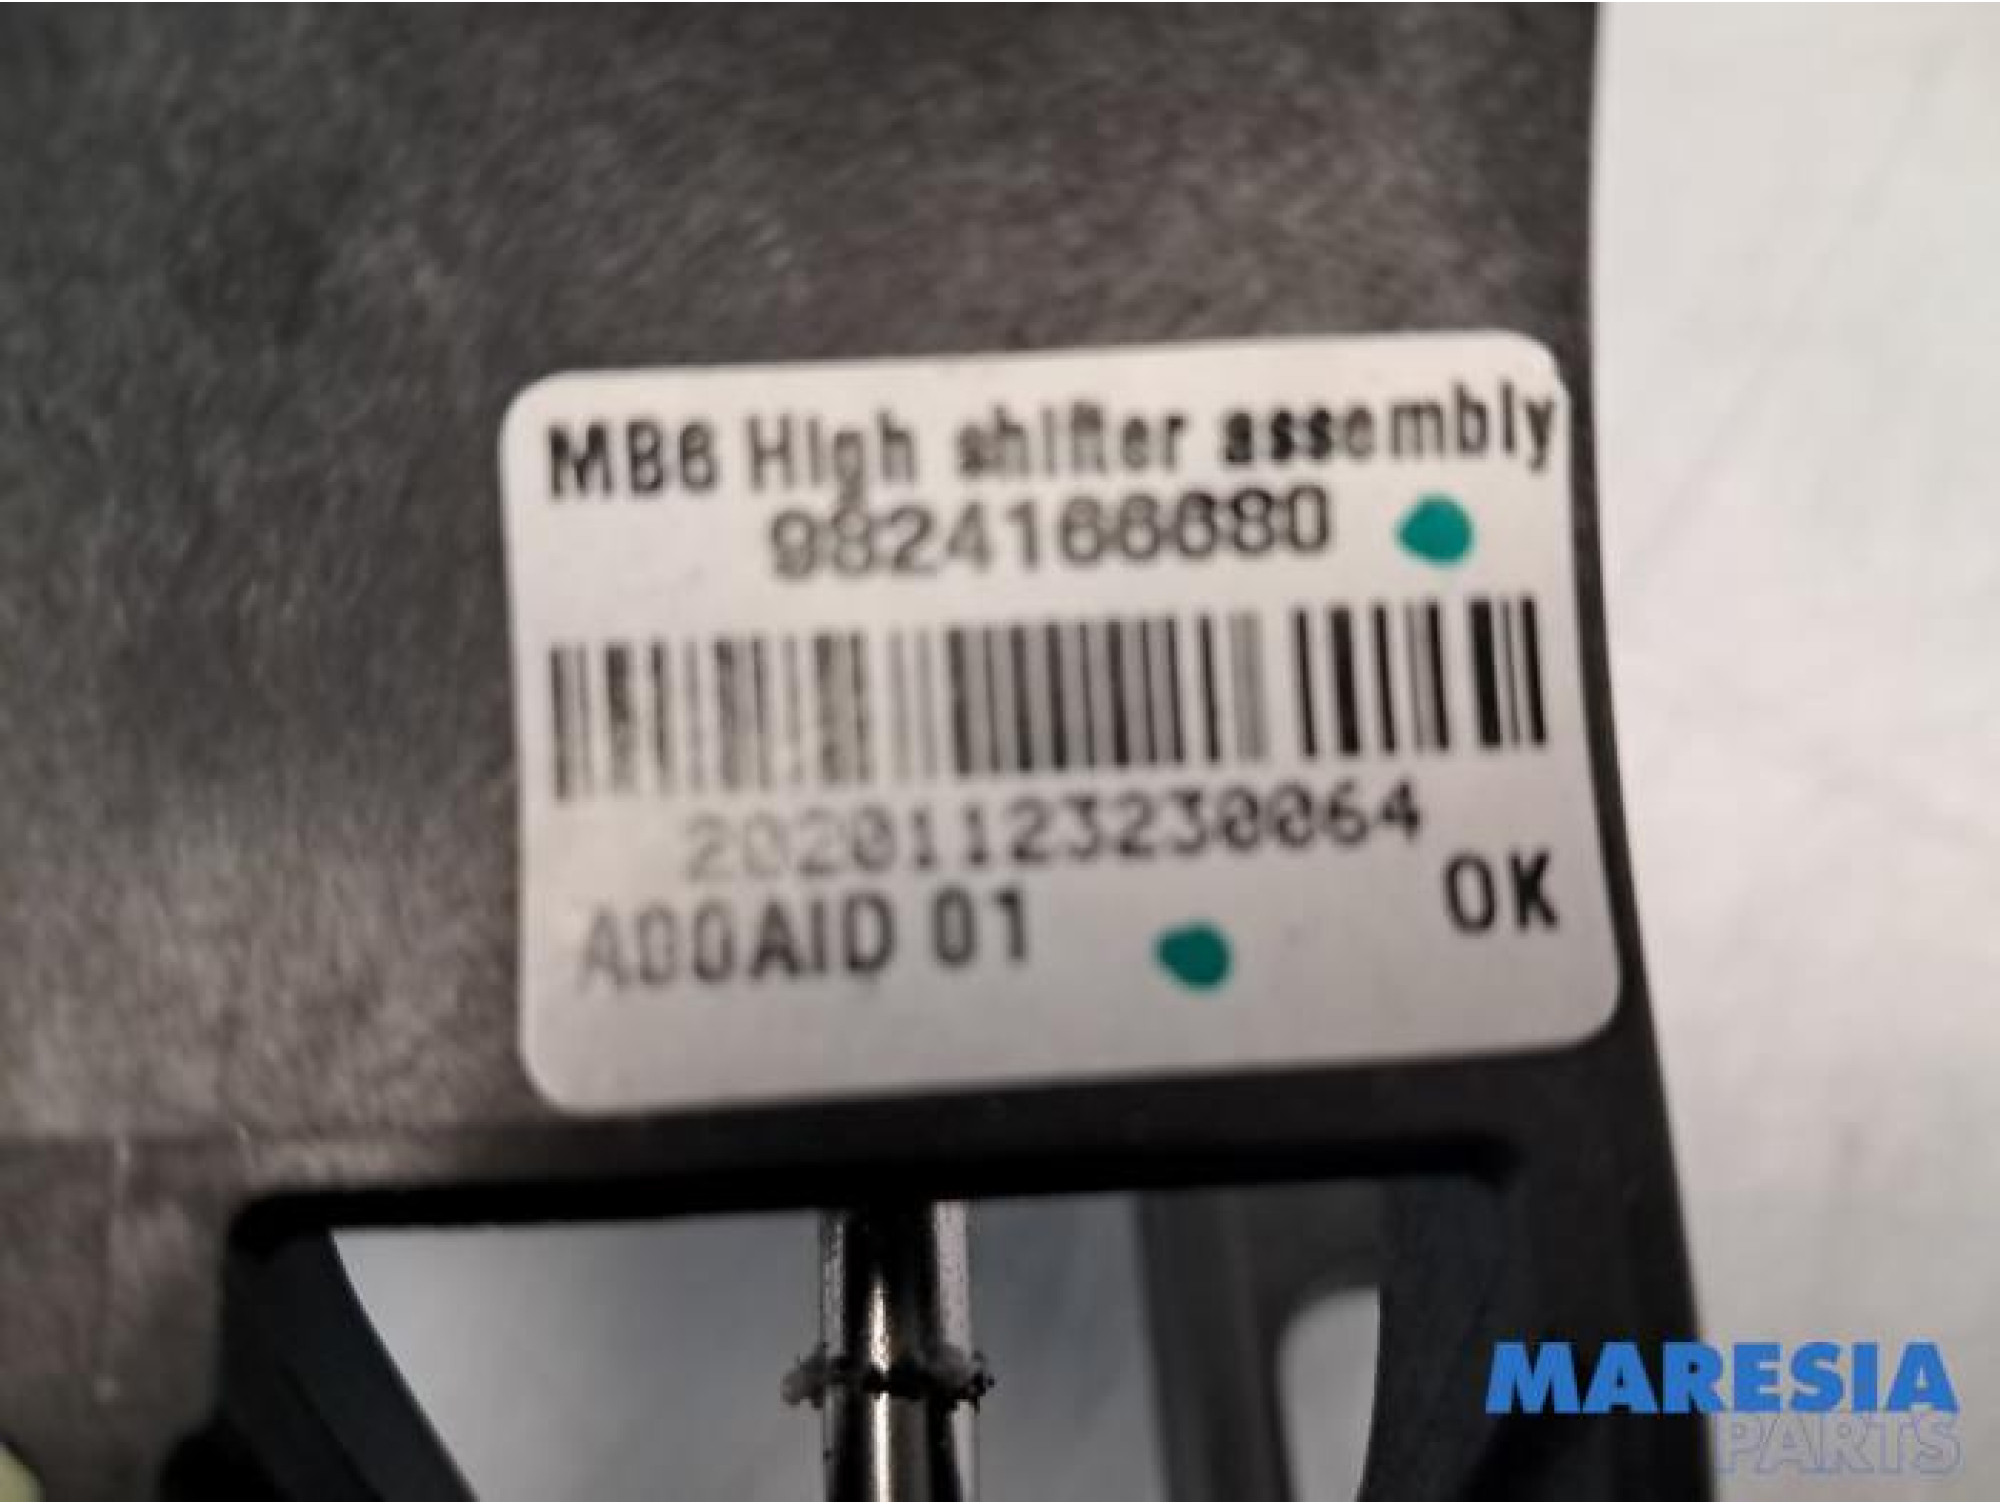 MB6 High shifter assembly
9824166680
20201123230064
A00AID 01
OK
MARESIA
PARTS